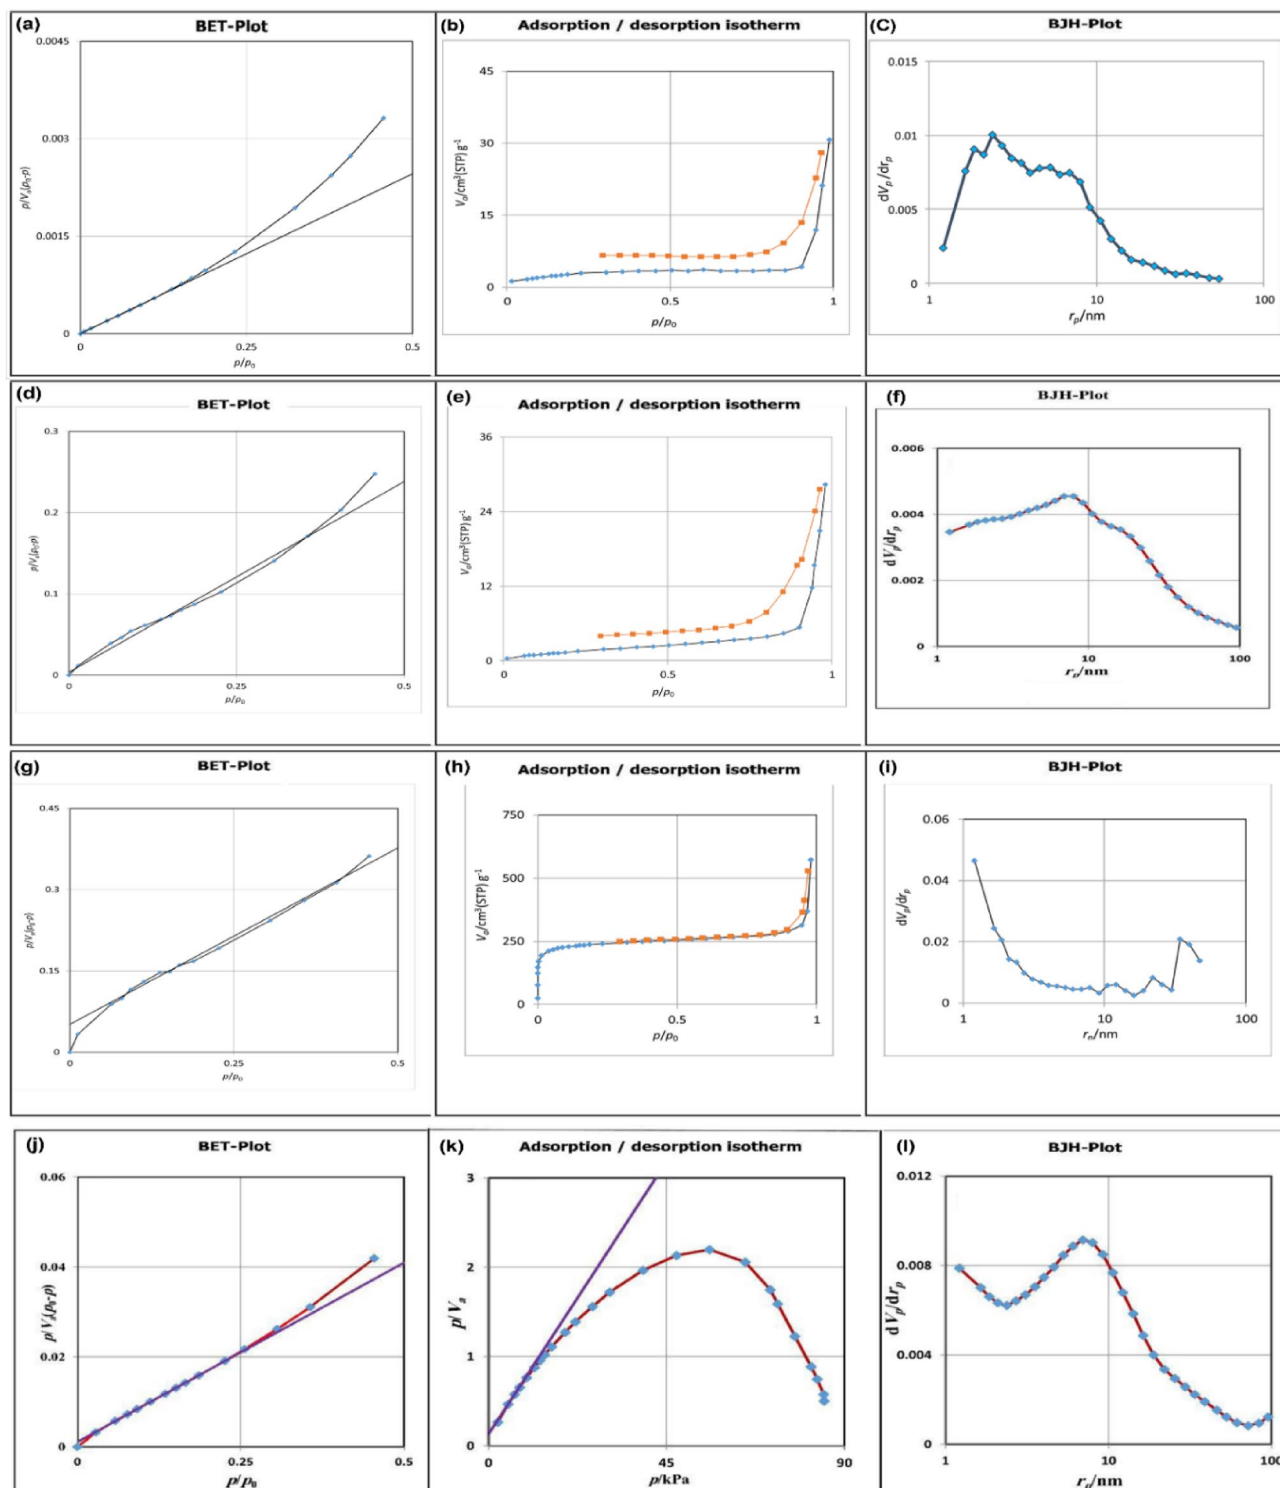 (a)
BET-Plot
0.0045
0.003
0.0015
0
p/Vₐ(p₀-p)
0
0.25
0.5
p/p₀
(b)
Adsorption / desorption isotherm
45
30
15
0
Vₐ/cm³(STP) g⁻¹
0
0.5
1
p/p₀
(C)
BJH-Plot
0.015
0.01
0.005
0
dVₚ/drₚ
1
10
100
rₚ/nm
(d)
BET-Plot
0.3
0.2
0.1
0
p/Vₐ(p₀-p)
0
0.25
0.5
p/p₀
(e)
Adsorption / desorption isotherm
36
24
12
0
Vₐ/cm³(STP) g⁻¹
0
0.5
1
p/p₀
(f)
BJH-Plot
0.006
0.004
0.002
0
dVₚ/drₚ
1
10
100
rₚ/nm
(g)
BET-Plot
0.45
0.3
0.15
0
p/Vₐ(p₀-p)
0
0.25
0.5
p/p₀
(h)
Adsorption / desorption isotherm
750
500
250
0
Vₐ/cm³(STP) g⁻¹
0
0.5
1
p/p₀
(i)
BJH-Plot
0.06
0.04
0.02
0
dVₚ/drₚ
1
10
100
rₚ/nm
(j)
BET-Plot
0.06
0.04
0.02
0
p/Vₐ(p₀-p)
0
0.25
0.5
p/p₀
(k)
Adsorption / desorption isotherm
3
2
1
0
p/Vₐ
0
45
90
p/kPa
(l)
BJH-Plot
0.012
0.008
0.004
0
dVₚ/drₚ
1
10
100
rₚ/nm